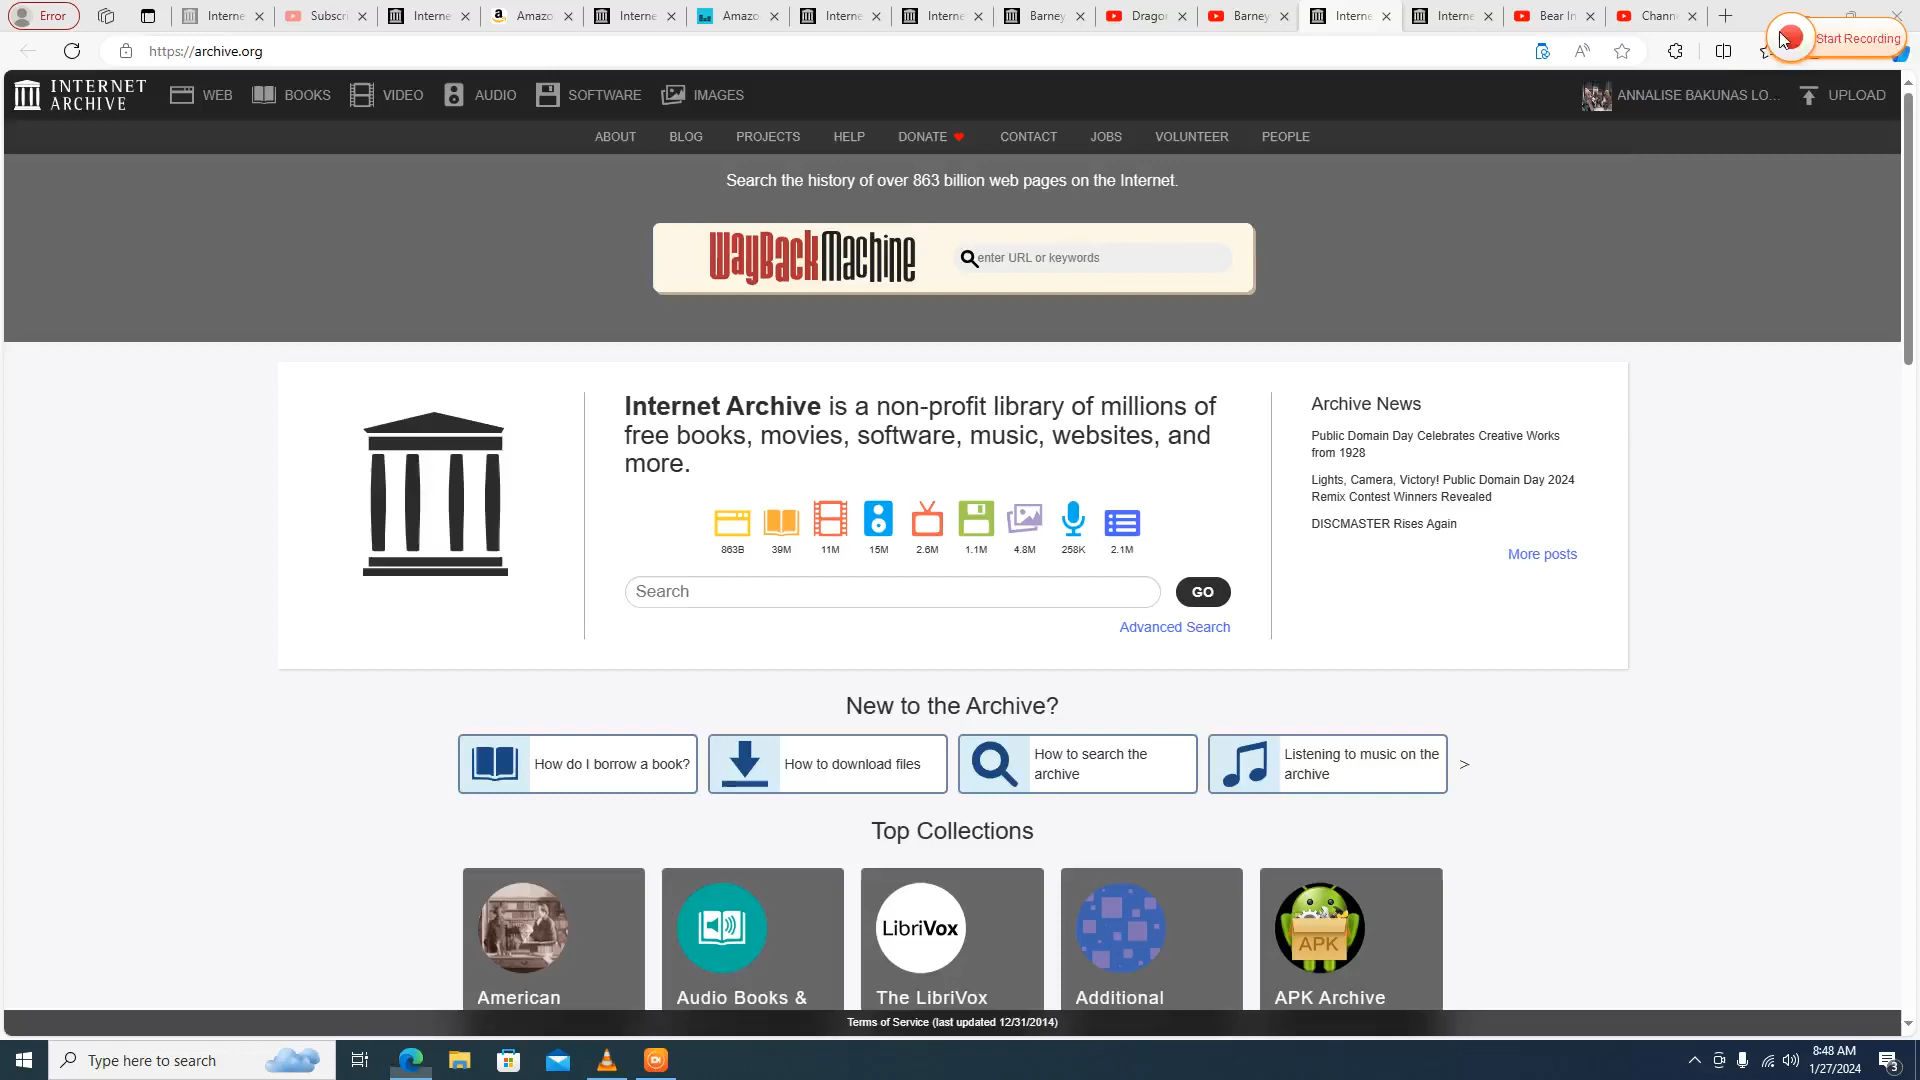 Error
Interne
Subscri
Interne
Amazo
Interne
Amazo
Interne
Interne
Barney
Drago
Barney
Interne
Interne
Bear In
Chann
Start Recording
https://archive.org
INTERNET ARCHIVE
WEB
BOOKS
VIDEO
AUDIO
SOFTWARE
IMAGES
ANNALISE BAKUNAS LO...
UPLOAD
ABOUT
BLOG
PROJECTS
HELP
DONATE
CONTACT
JOBS
VOLUNTEER
PEOPLE
Search the history of over 863 billion web pages on the Internet.
WayBackMachine
enter URL or keywords
Internet Archive is a non-profit library of millions of
free books, movies, software, music, websites, and
more.
863B
39M
11M
15M
2.6M
1.1M
4.8M
258K
2.1M
Search
GO
Advanced Search
Archive News
Public Domain Day Celebrates Creative Works
from 1928
Lights, Camera, Victory! Public Domain Day 2024
Remix Contest Winners Revealed
DISCMASTER Rises Again
More posts
New to the Archive?
How do I borrow a book?
How to download files
How to search the
archive
Listening to music on the
archive
>
Top Collections
LibriVox
APK
American
Audio Books &
The LibriVox
Additional
APK Archive
Terms of Service (last updated 12/31/2014)
Type here to search
8:48 AM
1/27/2024
3